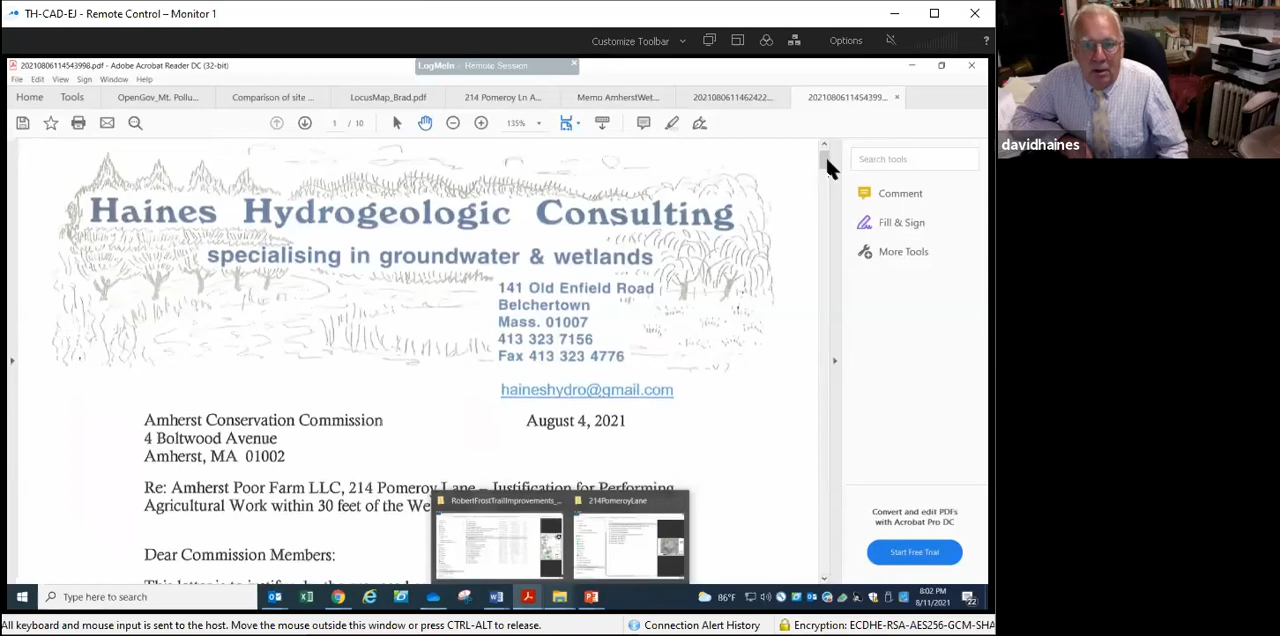 TH-CAD-EJ - Remote Control – Monitor 1
Customize Toolbar
Options
?
20210806114543998.pdf - Adobe Acrobat Reader DC (32-bit)
LogMeIn - Remote Session
File Edit View Sign Window Help
Home Tools OpenGov_Mt. Pollu... Comparison of site ... LocusMap_Brad.pdf 214 Pomeroy Ln A... Memo AmherstWet... 2021080611462422... 2021080611454399...
1 / 10 135%
Search tools
Comment
Fill & Sign
More Tools
Convert and edit PDFs
with Acrobat Pro DC
Start Free Trial
Haines Hydrogeologic Consulting
specialising in groundwater & wetlands
141 Old Enfield Road
Belchertown
Mass. 01007
413 323 7156
Fax 413 323 4776
haineshydro@gmail.com
Amherst Conservation Commission August 4, 2021
4 Boltwood Avenue
Amherst, MA 01002
Re: Amherst Poor Farm LLC, 214 Pomeroy Lane – Justification for Performing
Agricultural Work within 30 feet of the We
Dear Commission Members:
RobertFrostTrailImprovements_... 214PomeroyLane
Type here to search
86°F
8:02 PM
8/11/2021
22
All keyboard and mouse input is sent to the host. Move the mouse outside this window or press CTRL-ALT to release.
Connection Alert History
Encryption: ECDHE-RSA-AES256-GCM-SHA
davidhaines